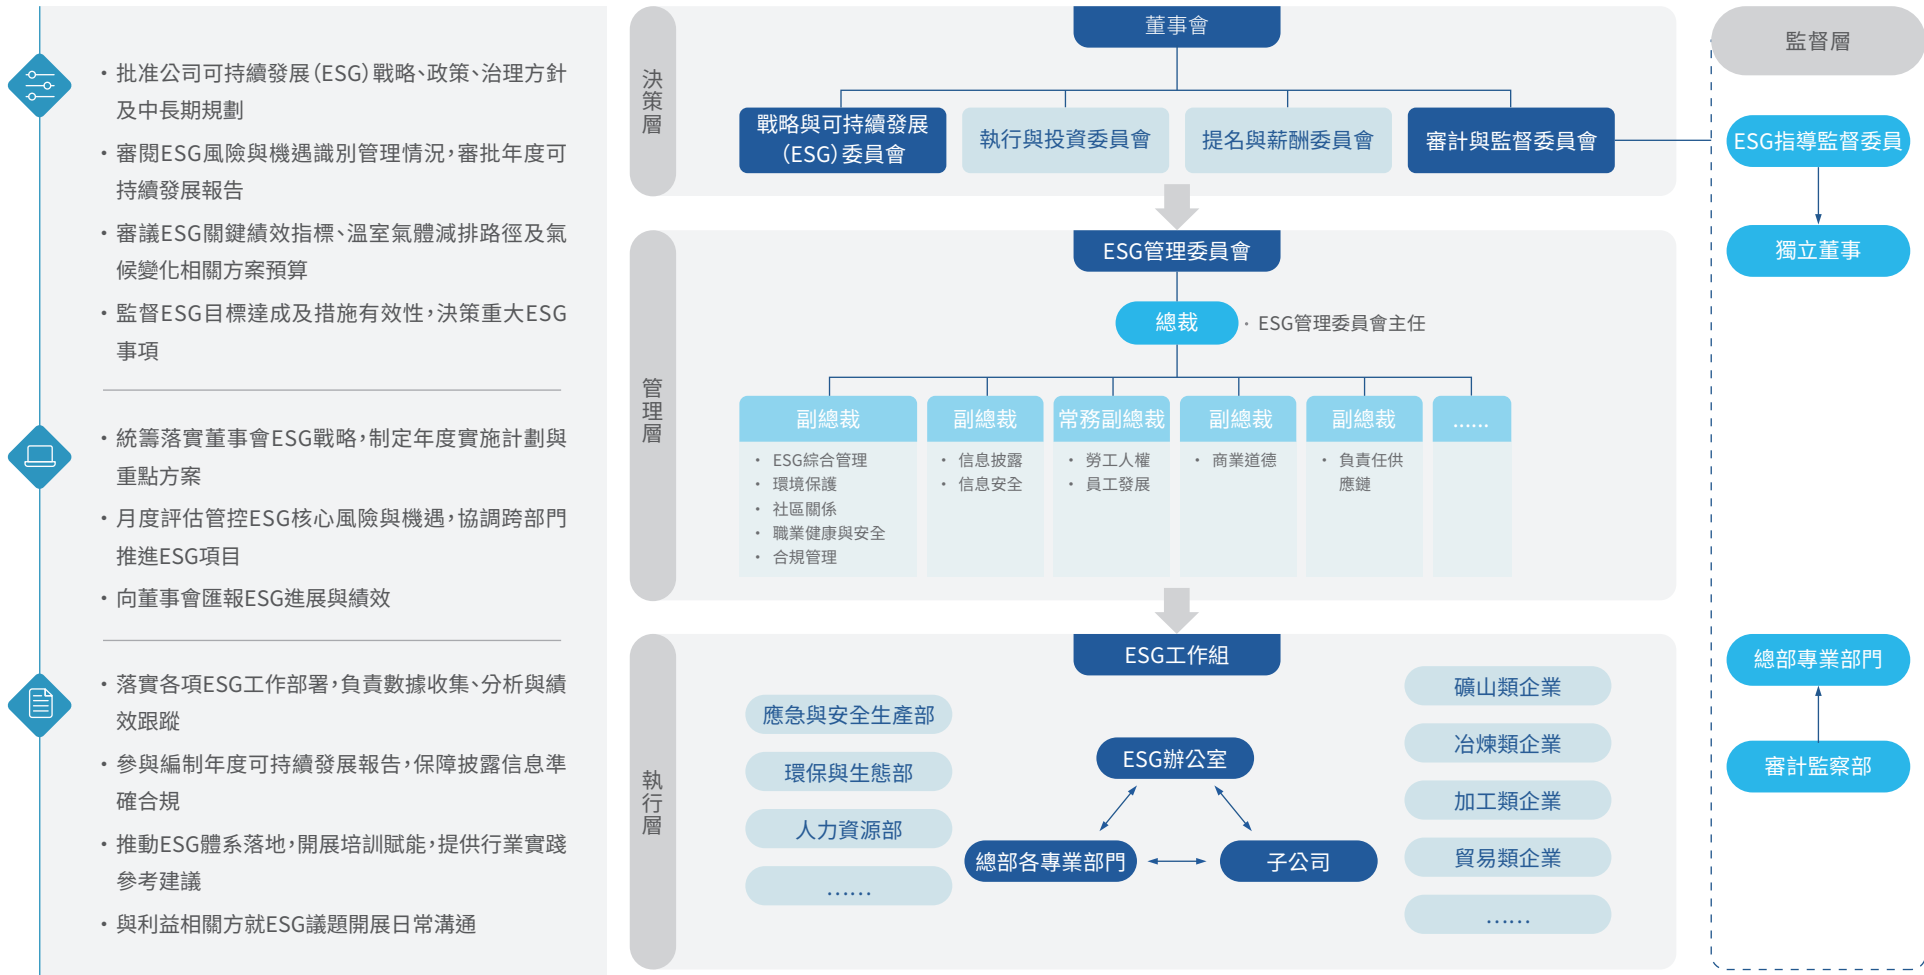 ・批准公司可持續發展（ESG）戰略、政策、治理方針
及中長期規劃
・審閱ESG風險與機遇識別管理情況，審批年度可
持續發展報告
・審議ESG關鍵績效指標、溫室氣體減排路徑及氣
候變化相關方案預算
・監督ESG目標達成及措施有效性，決策重大ESG
事項
・統籌落實董事會ESG戰略，制定年度實施計劃與
重點方案
・月度評估管控ESG核心風險與機遇，協調跨部門
推進ESG項目
・向董事會匯報ESG進展與績效
・落實各項ESG工作部署，負責數據收集、分析與績
效跟蹤
・參與編制年度可持續發展報告，保障披露信息準
確合規
・推動ESG體系落地，開展培訓賦能，提供行業實踐
參考建議
・與利益相關方就ESG議題開展日常溝通
決策層
董事會
戰略與可持續發展
（ESG）委員會
執行與投資委員會
提名與薪酬委員會
審計與監督委員會
管理層
ESG管理委員會
總裁
・ESG管理委員會主任
副總裁
・ESG綜合管理
・環境保護
・社區關係
・職業健康與安全
・合規管理
副總裁
・信息披露
・信息安全
常務副總裁
・勞工人權
・員工發展
副總裁
・商業道德
副總裁
・負責任供
應鏈
……
執行層
ESG工作組
應急與安全生產部
環保與生態部
人力資源部
……
ESG辦公室
總部各專業部門
子公司
礦山類企業
冶煉類企業
加工類企業
貿易類企業
……
監督層
ESG指導監督委員
獨立董事
總部專業部門
審計監察部